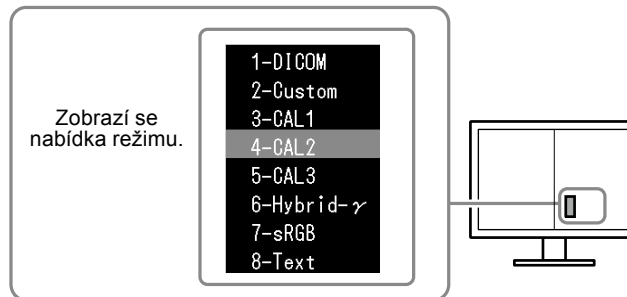 Zobrazí se
nabídka režimu.
1-DICOM
2-Custom
3-CAL1
4-CAL2
5-CAL3
6-Hybrid-γ
7-sRGB
8-Text